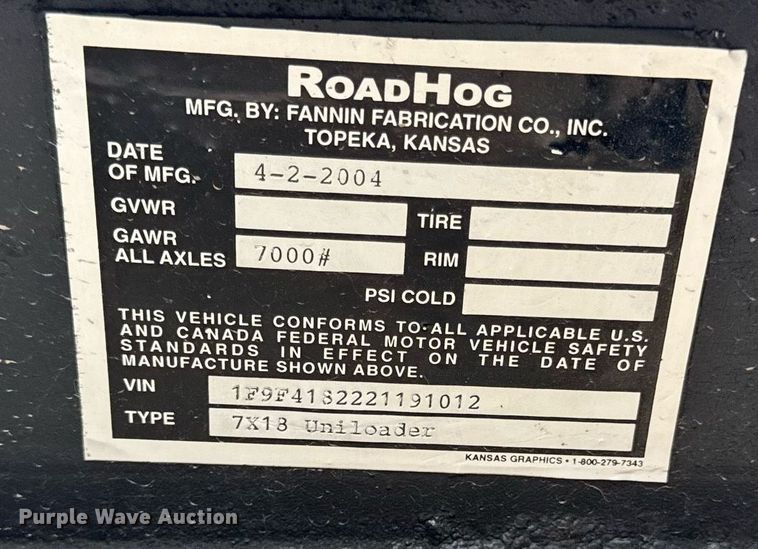 ROADHOG
MFG. BY: FANNIN FABRICATION CO., INC.
TOPEKA, KANSAS
DATE
OF MFG. 4-2-2004
GVWR TIRE
GAWR
ALL AXLES 7000# RIM
PSI COLD
THIS VEHICLE CONFORMS TO ALL APPLICABLE U.S.
AND CANADA FEDERAL MOTOR VEHICLE SAFETY
STANDARDS IN EFFECT ON THE DATE OF
MANUFACTURE SHOWN ABOVE.
VIN 1F9F4182221191012
TYPE 7X18 Uniloader
KANSAS GRAPHICS • 1-800-279-7343
Purple Wave Auction